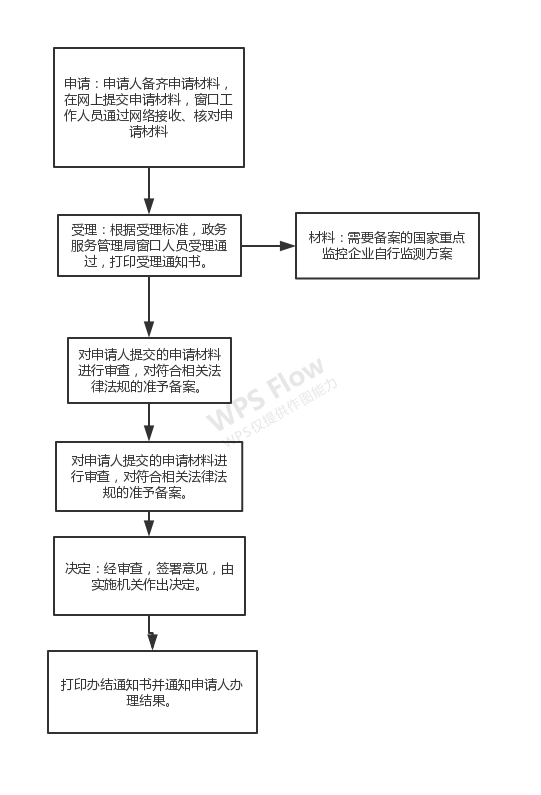 申请：申请人备齐申请材料，
在网上提交申请材料，窗口工
作人员通过网络接收、核对申
请材料
受理：根据受理标准，政务
服务管理局窗口人员受理通
过，打印受理通知书。
材料：需要备案的国家重点
监控企业自行监测方案
对申请人提交的申请材料
进行审查，对符合相关法
律法规的准予备案。
WPS Flow
WPS仅提供作图能力
对申请人提交的申请材料进
行审查，对符合相关法律法
规的准予备案。
决定：经审查，签署意见，由
实施机关作出决定。
打印办结通知书并通知申请人办
理结果。